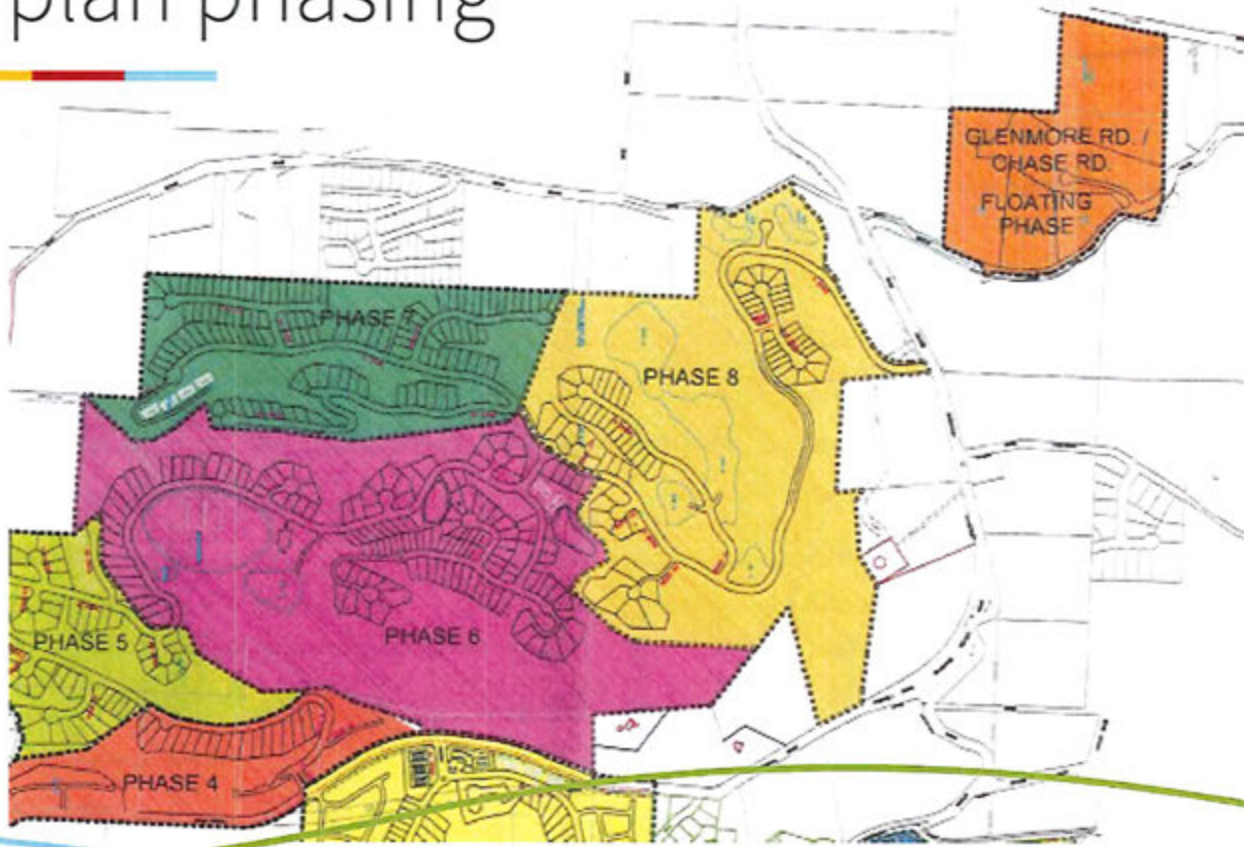 plan phasing
GLENMORE RD. /
CHASE RD.
FLOATING
PHASE
PHASE 7
PHASE 8
PHASE 5
PHASE 6
PHASE 4